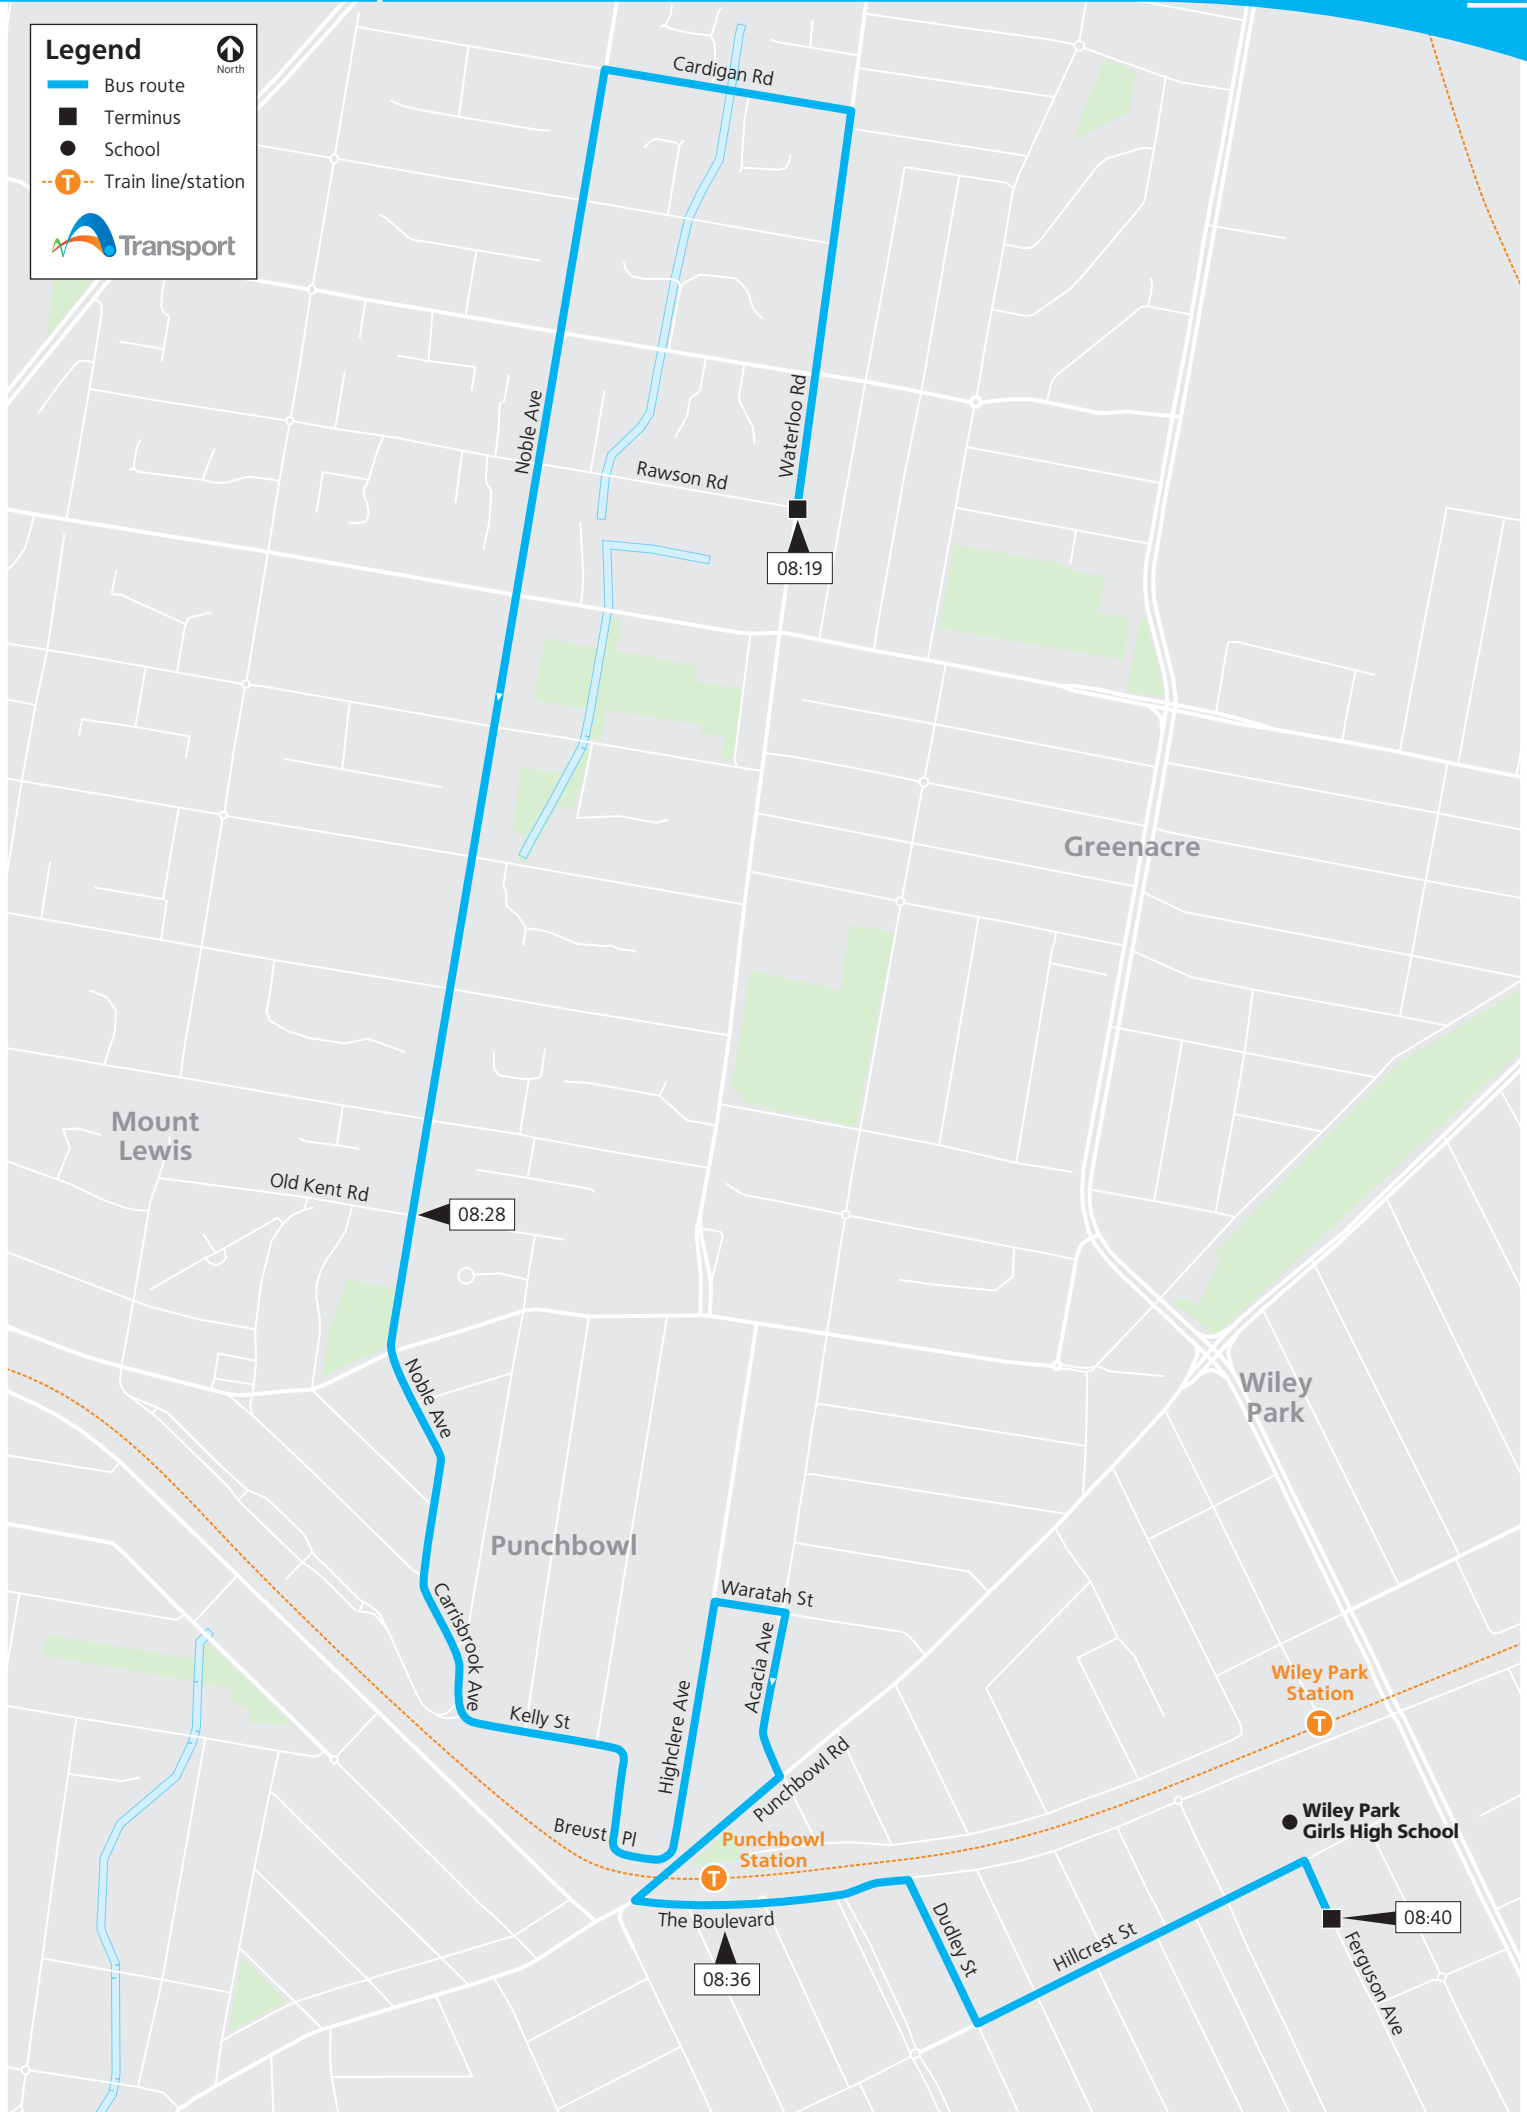 Legend
North
Bus route
Terminus
School
T
Train line/station
Transport
Cardigan Rd
Noble Ave
Waterloo Rd
Rawson Rd
08:19
Greenacre
Mount
Lewis
Old Kent Rd
08:28
Noble Ave
Wiley
Park
Punchbowl
Carrisbrook Ave
Waratah St
Acacia Ave
Kelly St
Highclere Ave
Wiley Park
Station
T
Punchbowl Rd
Breust Pl
Punchbowl
Station
T
Wiley Park
Girls High School
The Boulevard
08:36
Dudley St
Hillcrest St
08:40
Ferguson Ave